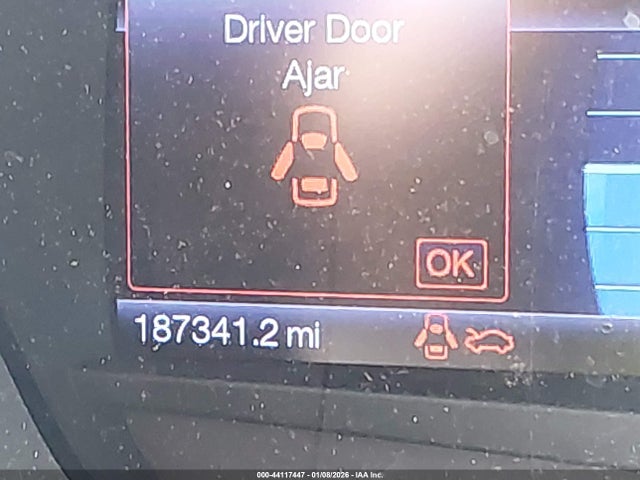 Driver Door
Ajar
OK
187341.2 mi
000-44117447 - 01/08/2026 - IAA Inc.